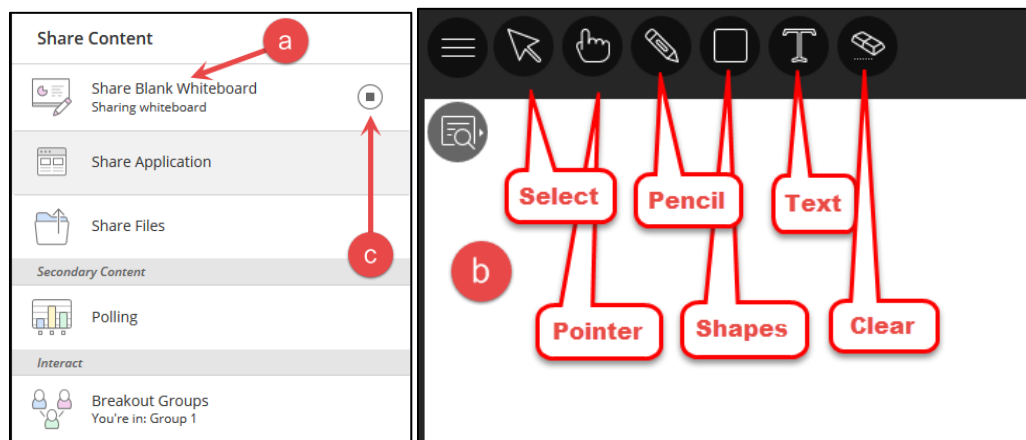 Share Content
a
Share Blank Whiteboard
Sharing whiteboard
Share Application
Share Files
c
Secondary Content
Polling
Interact
Breakout Groups
You're in: Group 1
T
Select
Pencil
Text
b
Pointer
Shapes
Clear